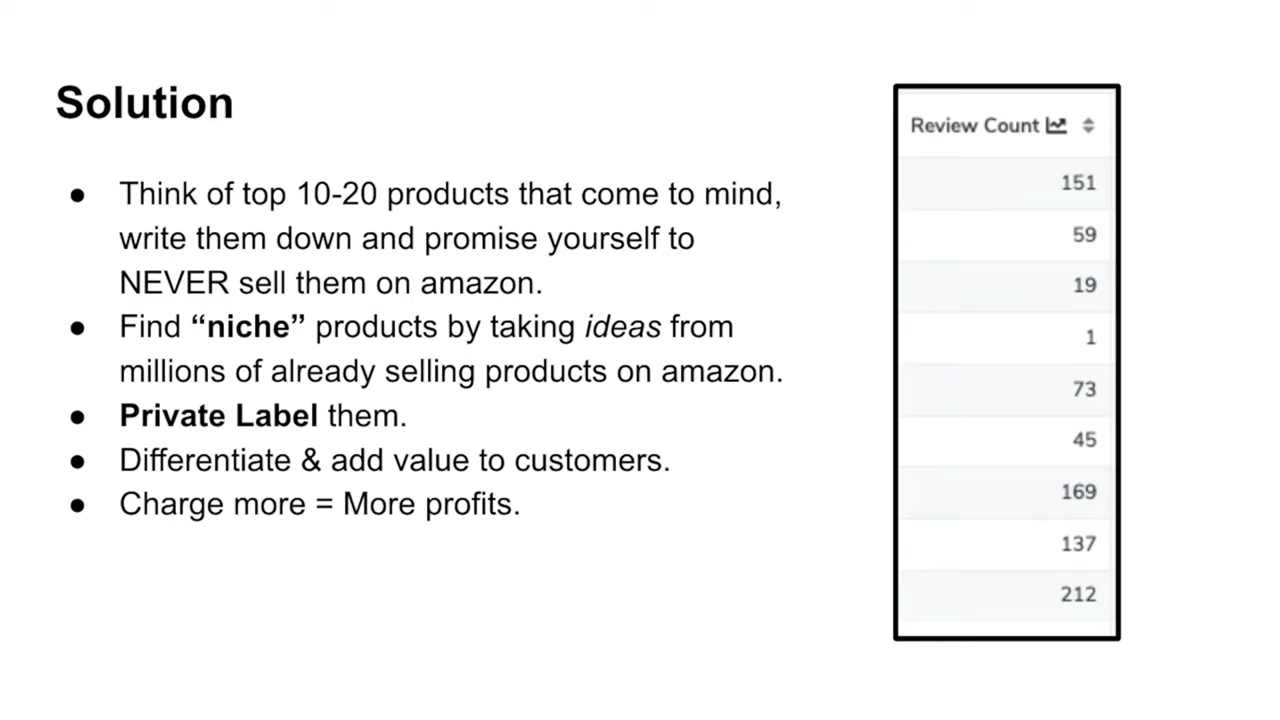 Solution
● Think of top 10-20 products that come to mind,
write them down and promise yourself to
NEVER sell them on amazon.
● Find “niche” products by taking ideas from
millions of already selling products on amazon.
● Private Label them.
● Differentiate & add value to customers.
● Charge more = More profits.
Review Count
151
59
19
1
73
45
169
137
212